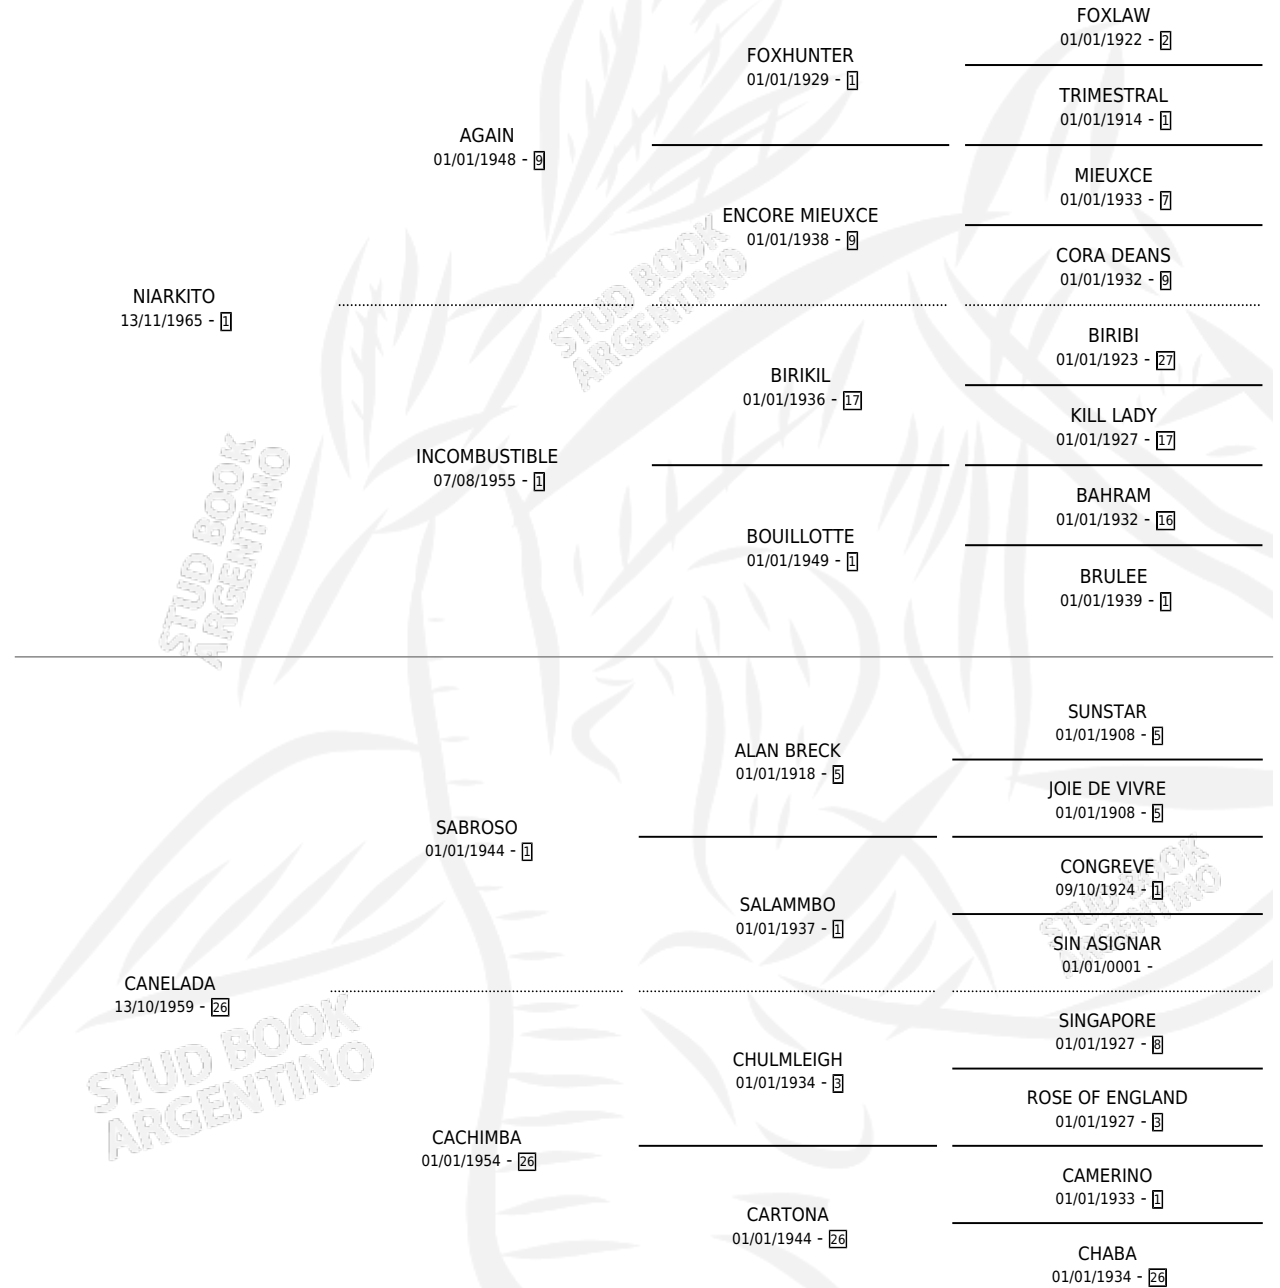 FOXLAW
01/01/1922 - 2
FOXHUNTER
01/01/1929 - 1
TRIMESTRAL
01/01/1914 - 1
AGAIN
01/01/1948 - 9
MIEUXCE
01/01/1933 - 7
ENCORE MIEUXCE
01/01/1938 - 9
CORA DEANS
01/01/1932 - 9
NIARKITO
13/11/1965 - 1
STUD BOOK
ARGENTINO
BIRIBI
01/01/1923 - 27
BIRIKIL
01/01/1936 - 17
KILL LADY
01/01/1927 - 17
INCOMBUSTIBLE
07/08/1955 - 1
BAHRAM
01/01/1932 - 16
BOUILLOTTE
01/01/1949 - 1
BRULEE
01/01/1939 - 1
STUD BOOK
ARGENTINO
SUNSTAR
01/01/1908 - 5
ALAN BRECK
01/01/1918 - 5
JOIE DE VIVRE
01/01/1908 - 5
SABROSO
01/01/1944 - 1
CONGREVE
09/10/1924 - 1
SALAMMBO
01/01/1937 - 1
STUD BOOK
ARGENTINO
SIN ASIGNAR
01/01/0001 -
CANELADA
13/10/1959 - 26
SINGAPORE
01/01/1927 - 8
CHULMLEIGH
01/01/1934 - 3
ROSE OF ENGLAND
01/01/1927 - 3
STUD BOOK
ARGENTINO
CACHIMBA
01/01/1954 - 26
CAMERINO
01/01/1933 - 1
CARTONA
01/01/1944 - 26
CHABA
01/01/1934 - 26